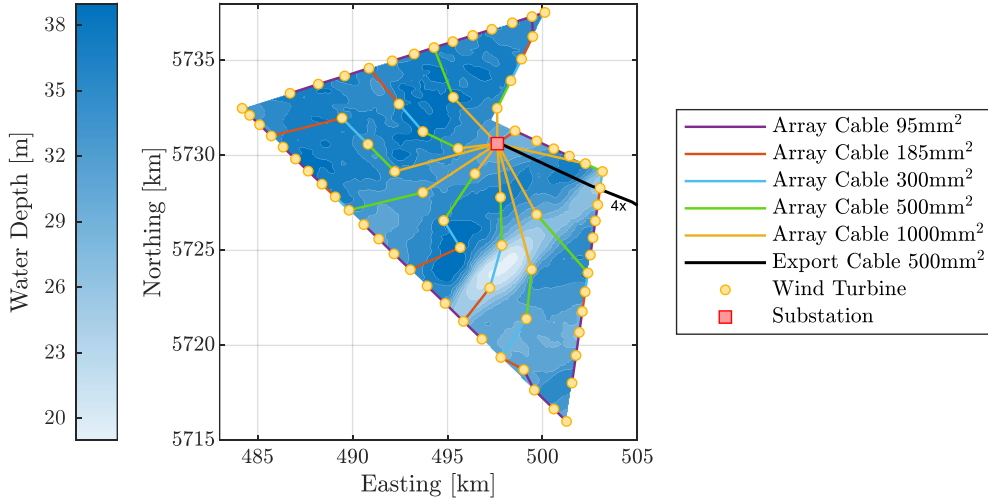 38
35
32
29
26
23
20
Water Depth [m]
5735
5730
5725
5720
5715
Northing [km]
485
490
495
500
505
Easting [km]
4x
Array Cable 95mm²
Array Cable 185mm²
Array Cable 300mm²
Array Cable 500mm²
Array Cable 1000mm²
Export Cable 500mm²
Wind Turbine
Substation